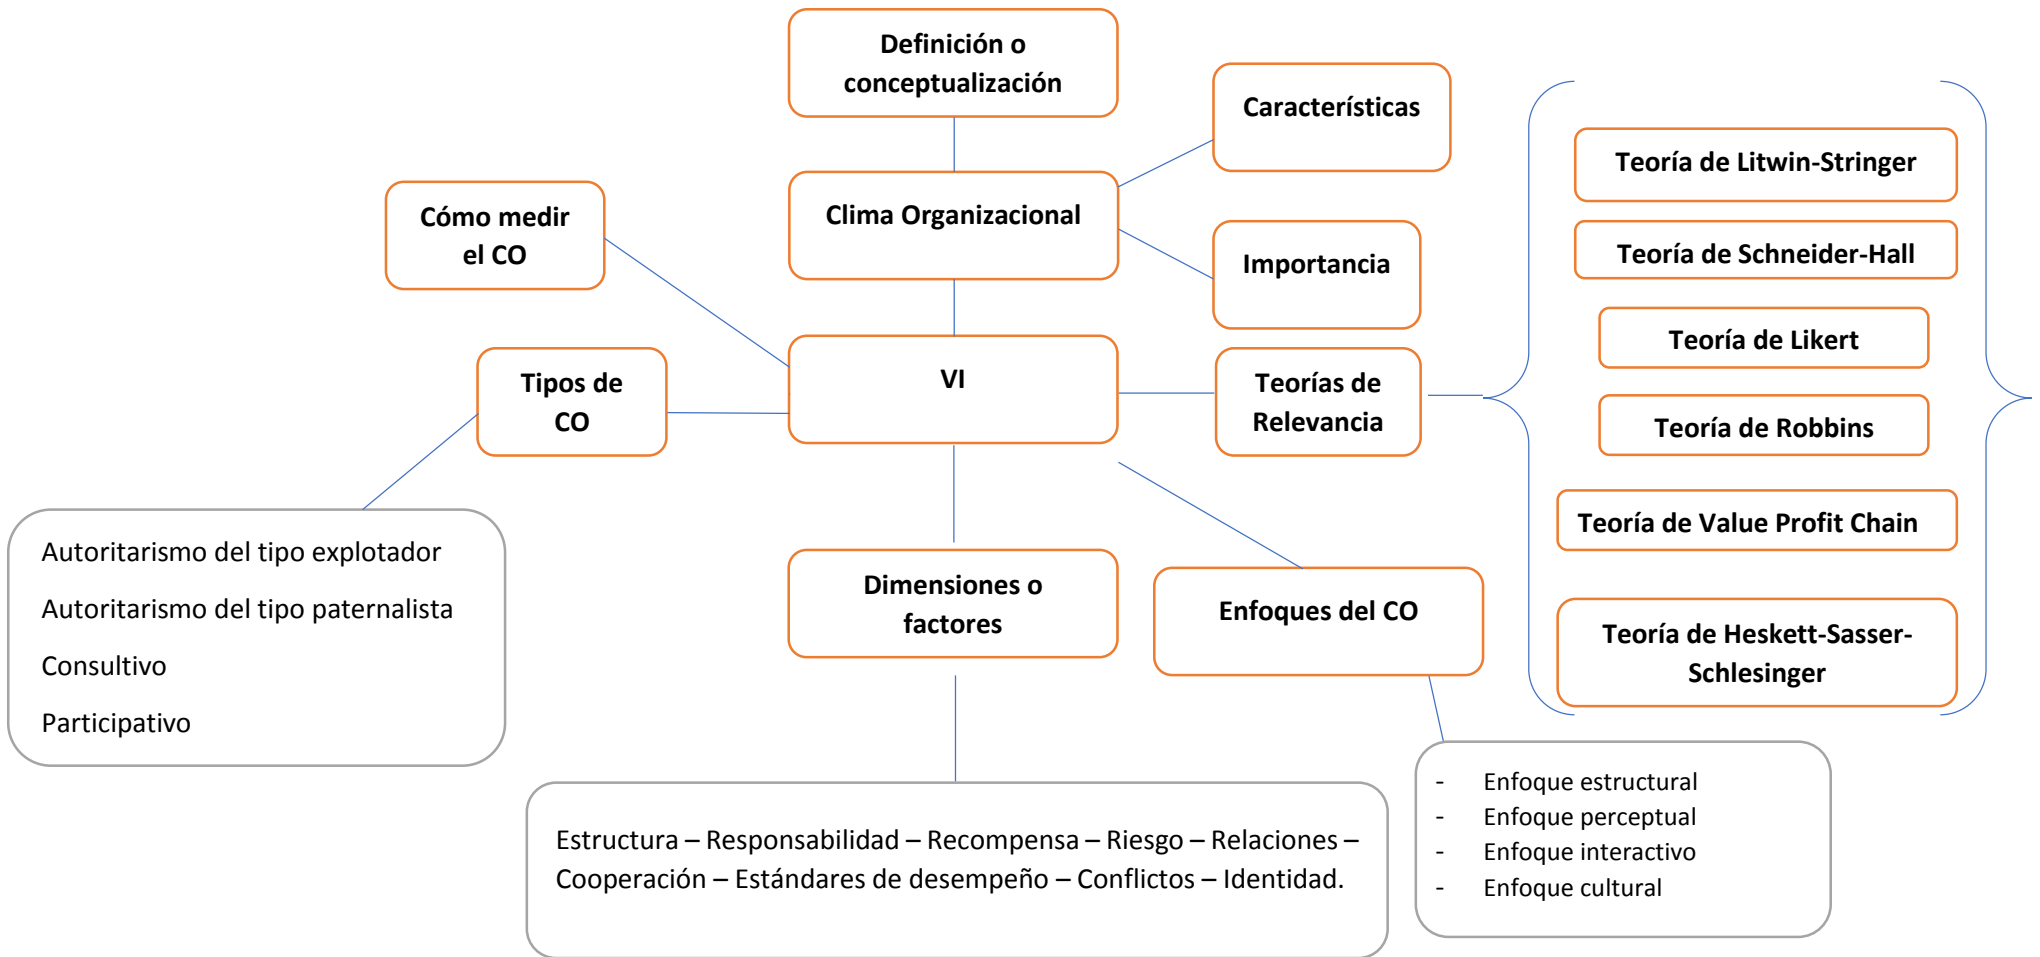 Definición o
conceptualización
Característicias
Teoría de Litwin-Stringer
Clima Organizacional
Cómo medir
el CO
Teoría de Schneider-Hall
Importancia
Teoría de Likert
VI
Tipos de
CO
Teorías de
Relevancia
Teoría de Robbins
Teoría de Value Profit Chain
Autoritarismo del tipo explotador
Autoritarismo del tipo paternalista
Consultivo
Participativo
Dimensiones o
factores
Enfoques del CO
Teoría de Heskett-Sasser-
Schlesinger
Estructura – Responsabilidad – Recompensa – Riesgo – Relaciones –
Cooperación – Estándares de desempeño – Conflictos – Identidad.
- Enfoque estructural
- Enfoque perceptual
- Enfoque interactivo
- Enfoque cultural